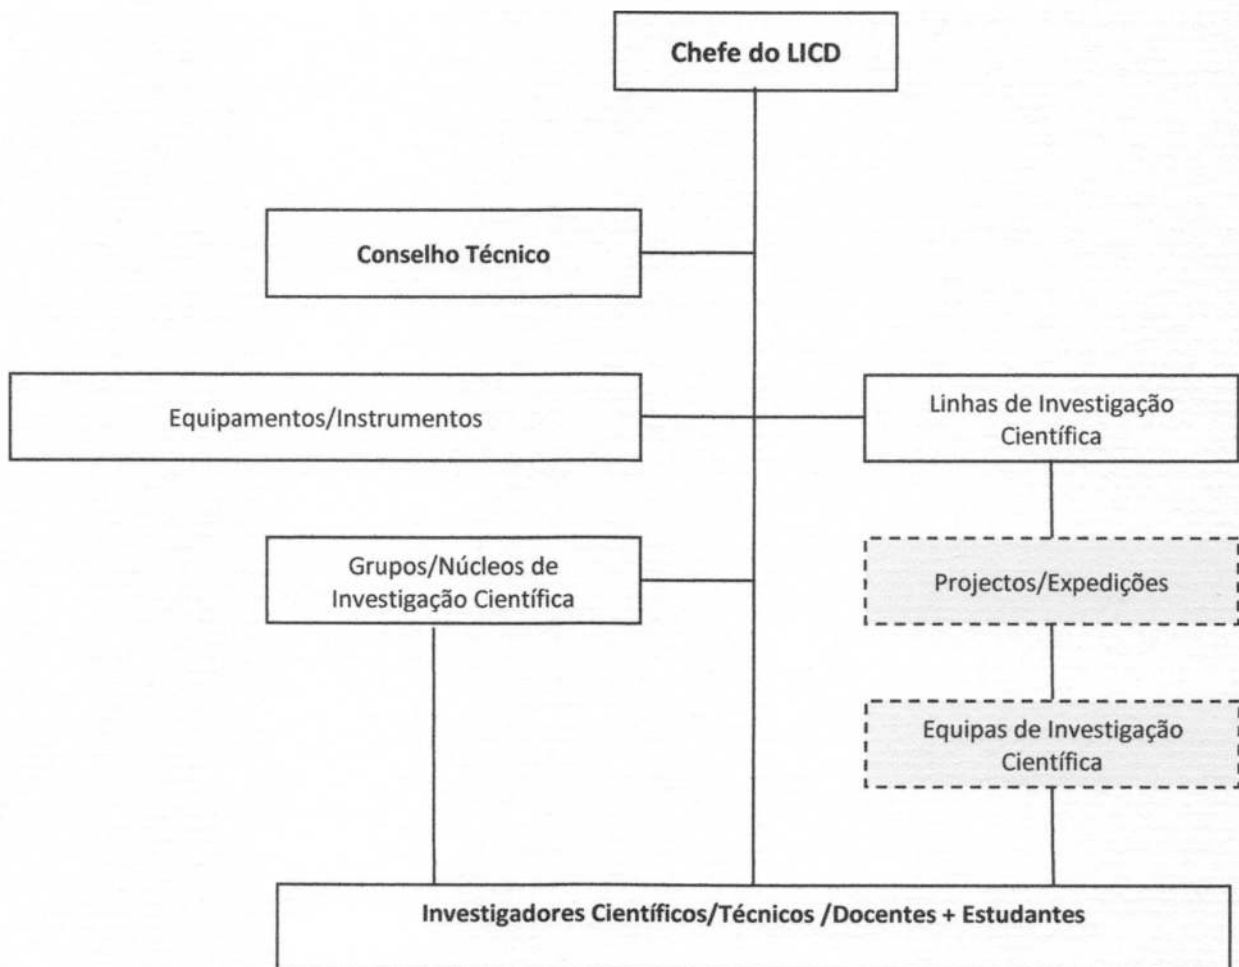 Chefe do LICD
Conselho Técnico
Equipamentos/Instrumentos
Linhas de Investigação
Científica
Grupos/Núcleos de
Investigação Científica
Projectos/Expedições
Equipas de Investigação
Científica
Investigadores Científicos/Técnicos /Docentes + Estudantes